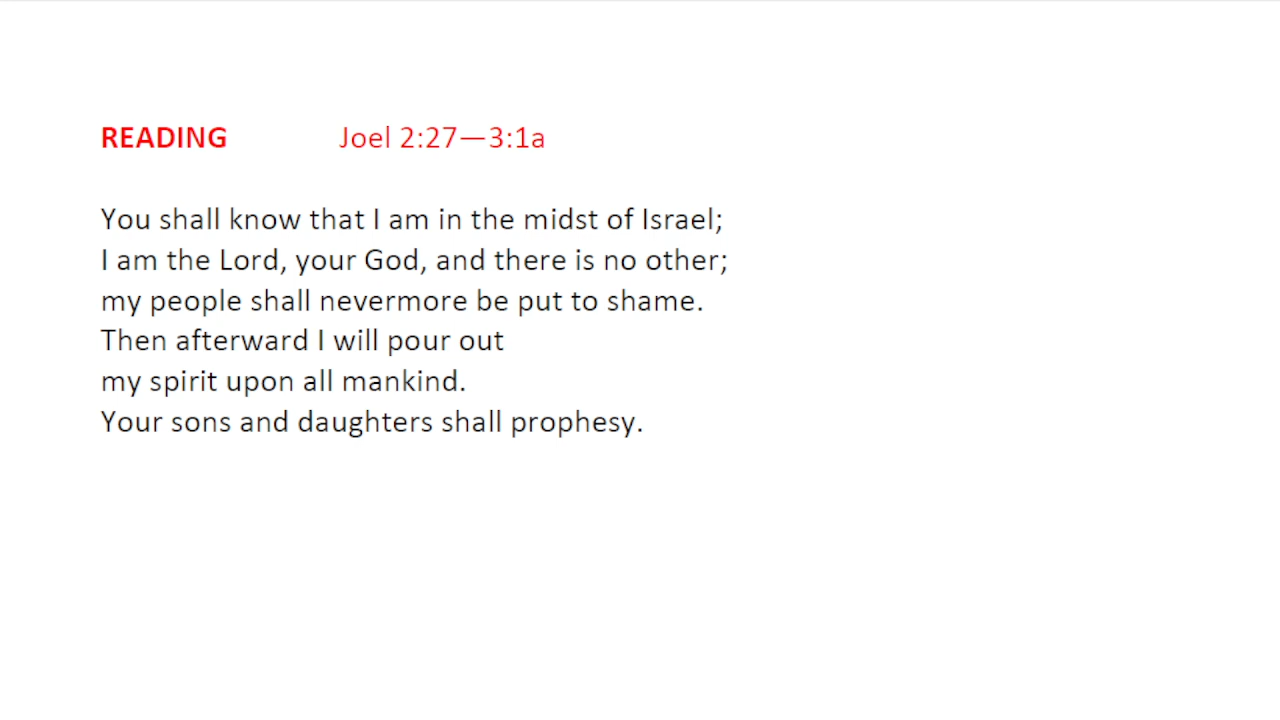 READING Joel 2:27—3:1a
You shall know that I am in the midst of Israel;
I am the Lord, your God, and there is no other;
my people shall nevermore be put to shame.
Then afterward I will pour out
my spirit upon all mankind.
Your sons and daughters shall prophesy.